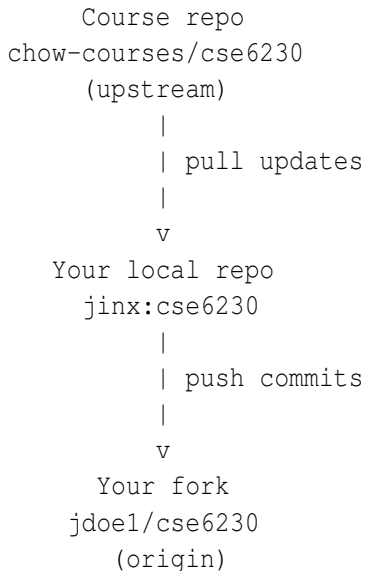 Course repo
chow-courses/cse6230
(upstream)
|
| pull updates
|
v
Your local repo
jinx:cse6230
|
| push commits
|
v
Your fork
jdoe1/cse6230
(origin)